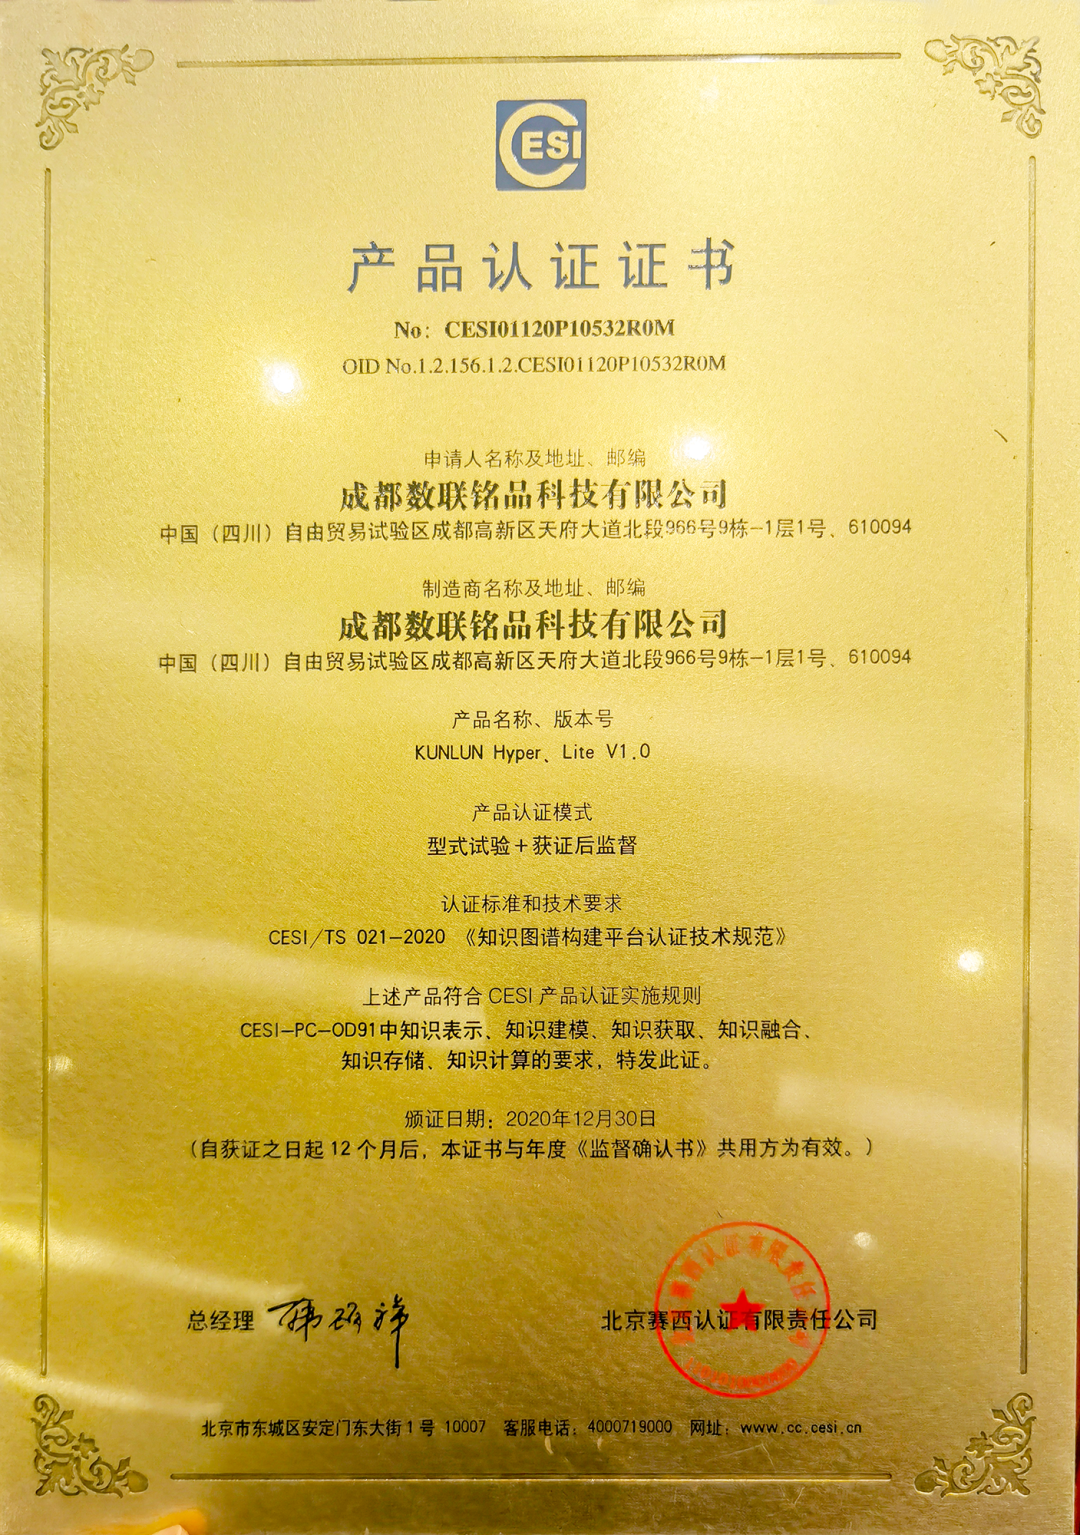 CESI
产品认证证书
No：CESI01120P10532R0M
OID No.1.2.156.1.2.CESI01120P10532R0M
申请人名称及地址、邮编
成都数联铭品科技有限公司
中国（四川）自由贸易试验区成都高新区天府大道北段966号9栋-1层1号、610094
制造商名称及地址、邮编
成都数联铭品科技有限公司
中国（四川）自由贸易试验区成都高新区天府大道北段966号9栋-1层1号、610094
产品名称、版本号
KUNLUN Hyper、Lite V1.0
产品认证模式
型式试验＋获证后监督
认证标准和技术要求
CESI/TS 021-2020 《知识图谱构建平台认证技术规范》
上述产品符合 CESI 产品认证实施规则
CESI-PC-OD91中知识表示、知识建模、知识获取、知识融合、
知识存储、知识计算的要求，特发此证。
颁证日期：2020年12月30日
（自获证之日起 12 个月后，本证书与年度《监督确认书》共用方为有效。）
总经理
北京赛西认证有限责任公司
北京市东城区安定门东大街1号 10007 客服电话：4000719000 网址：www.cc.cesi.cn